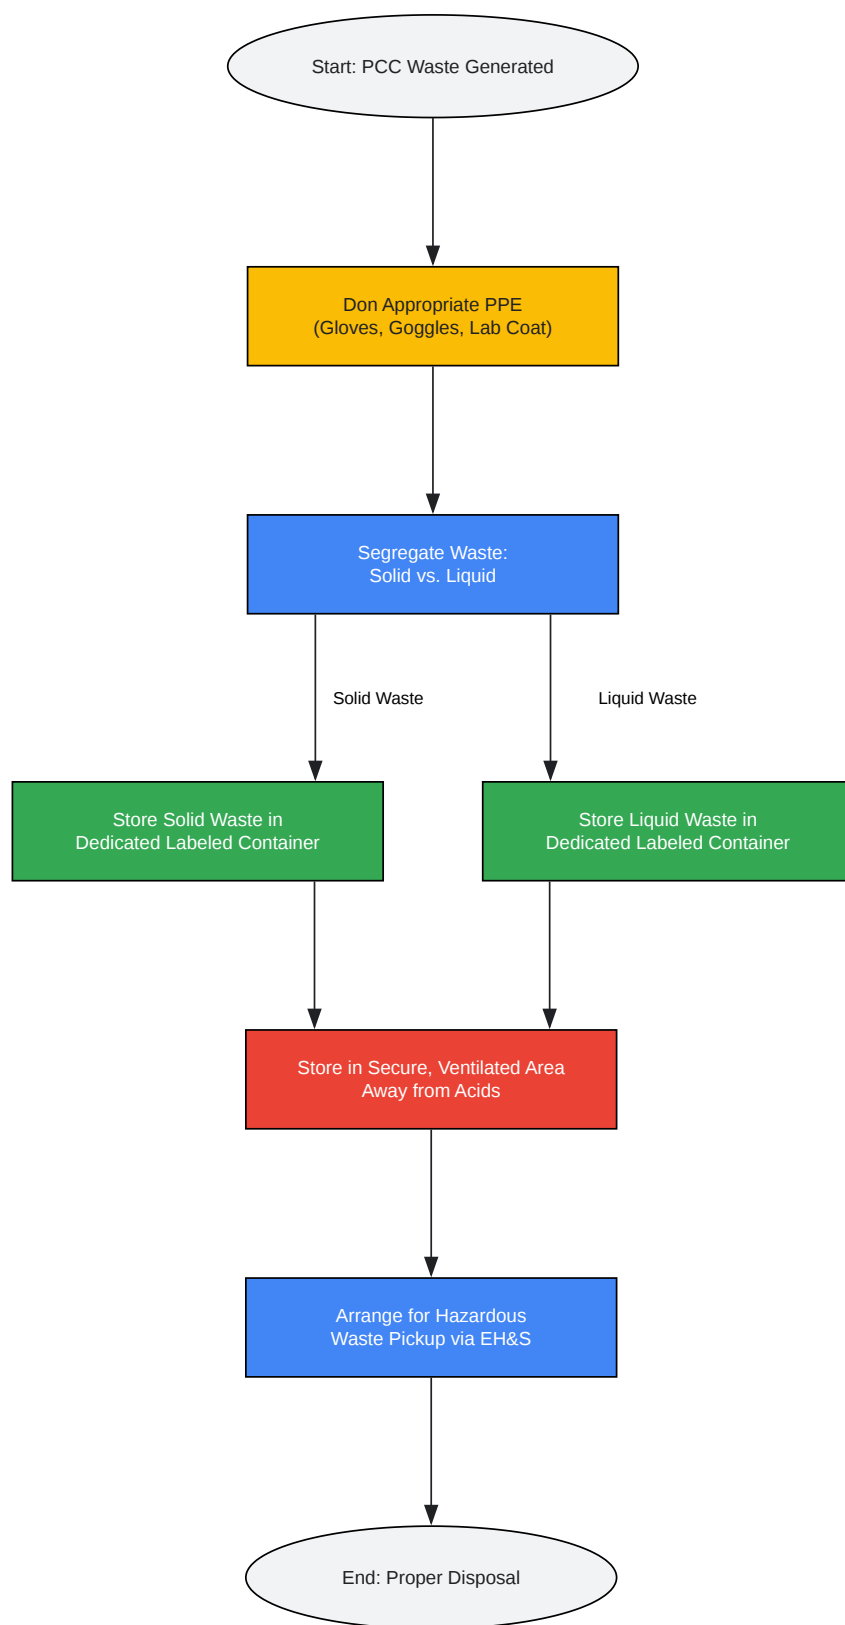 Start: PCC Waste Generated
Don Appropriate PPE
(Gloves, Goggles, Lab Coat)
Segregate Waste:
Solid vs. Liquid
Solid Waste
Liquid Waste
Store Solid Waste in
Dedicated Labeled Container
Store Liquid Waste in
Dedicated Labeled Container
Store in Secure, Ventilated Area
Away from Acids
Arrange for Hazardous
Waste Pickup via EH&S
End: Proper Disposal